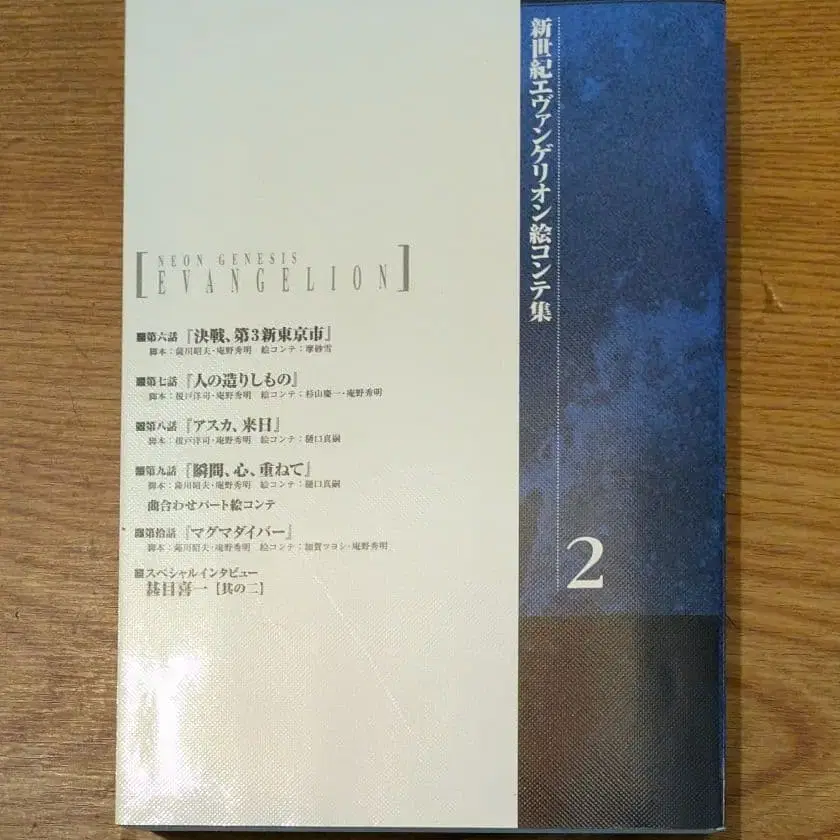 新世紀エヴァンゲリオン絵コンテ集
2
[NEON GENESIS
EVANGELION]
第六話『決戦、第3新東京市』
脚本：薩川昭夫・庵野秀明 絵コンテ：摩砂雪
第七話『人の造りしもの』
脚本：榎戸洋司・庵野秀明 絵コンテ：杉山慶一・庵野秀明
第八話『アスカ、来日』
脚本：榎戸洋司・庵野秀明 絵コンテ：樋口真嗣
第九話『瞬間、心、重ねて』
脚本：薩川昭夫・庵野秀明 絵コンテ：樋口真嗣
曲合わせパート絵コンテ
第拾話『マグマダイバー』
脚本：薩川昭夫・庵野秀明 絵コンテ：加賀ツヨシ・庵野秀明
スペシャルインタビュー
甚目喜一［其の二］